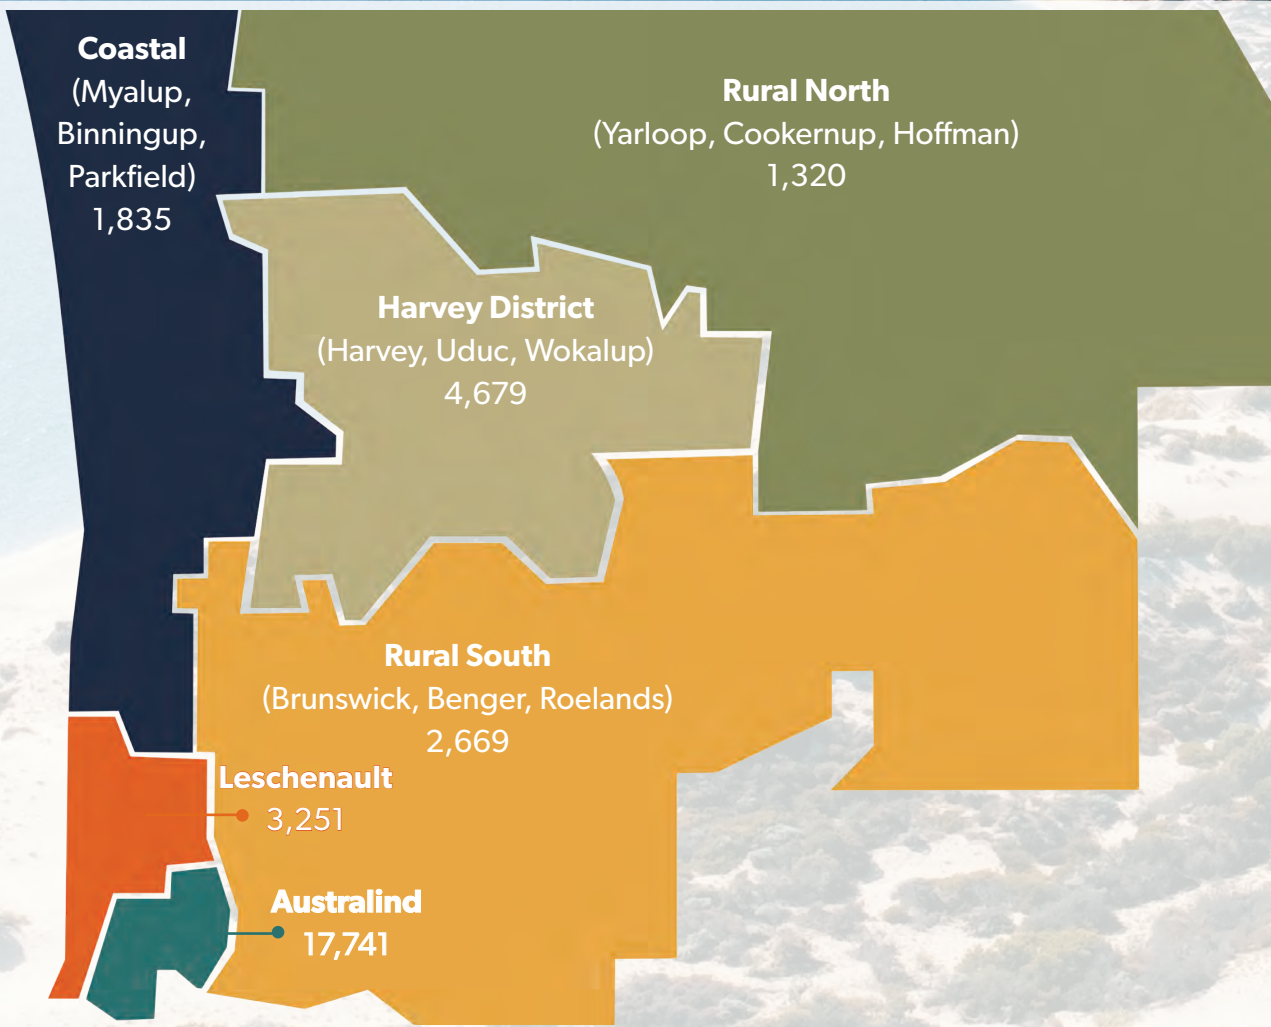 Coastal
(Myalup,
Binningup,
Parkfield)
1,835
Rural North
(Yarloop, Cookernup, Hoffman)
1,320
Harvey District
(Harvey, Uduc, Wokalup)
4,679
Rural South
(Brunswick, Benger, Roelands)
2,669
Leschenault
3,251
Australind
17,741